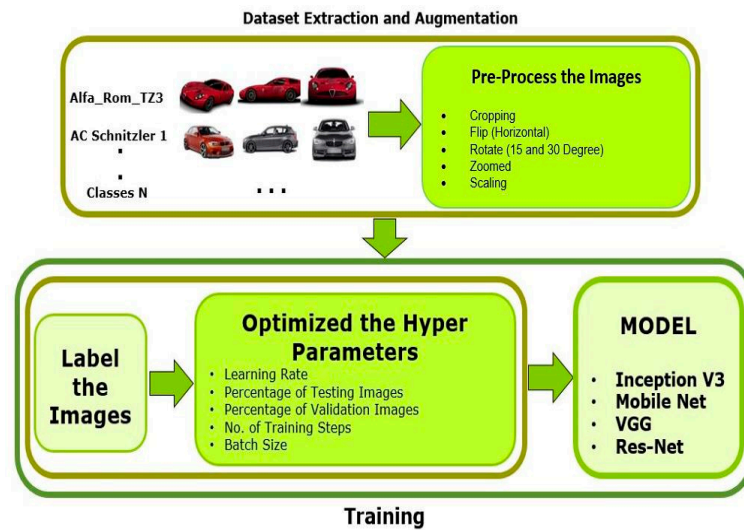 Dataset Extraction and Augmentation
Alfa_Rom_TZ3
AC Schnitzler 1
.
.
Classes N
...
Pre-Process the Images
• Cropping
• Flip (Horizontal)
• Rotate (15 and 30 Degree)
• Zoomed
• Scaling
Label
the
Images
Optimized the Hyper
Parameters
• Learning Rate
• Percentage of Testing Images
• Percentage of Validation Images
• No. of Training Steps
• Batch Size
MODEL
• Inception V3
• Mobile Net
• VGG
• Res-Net
Training